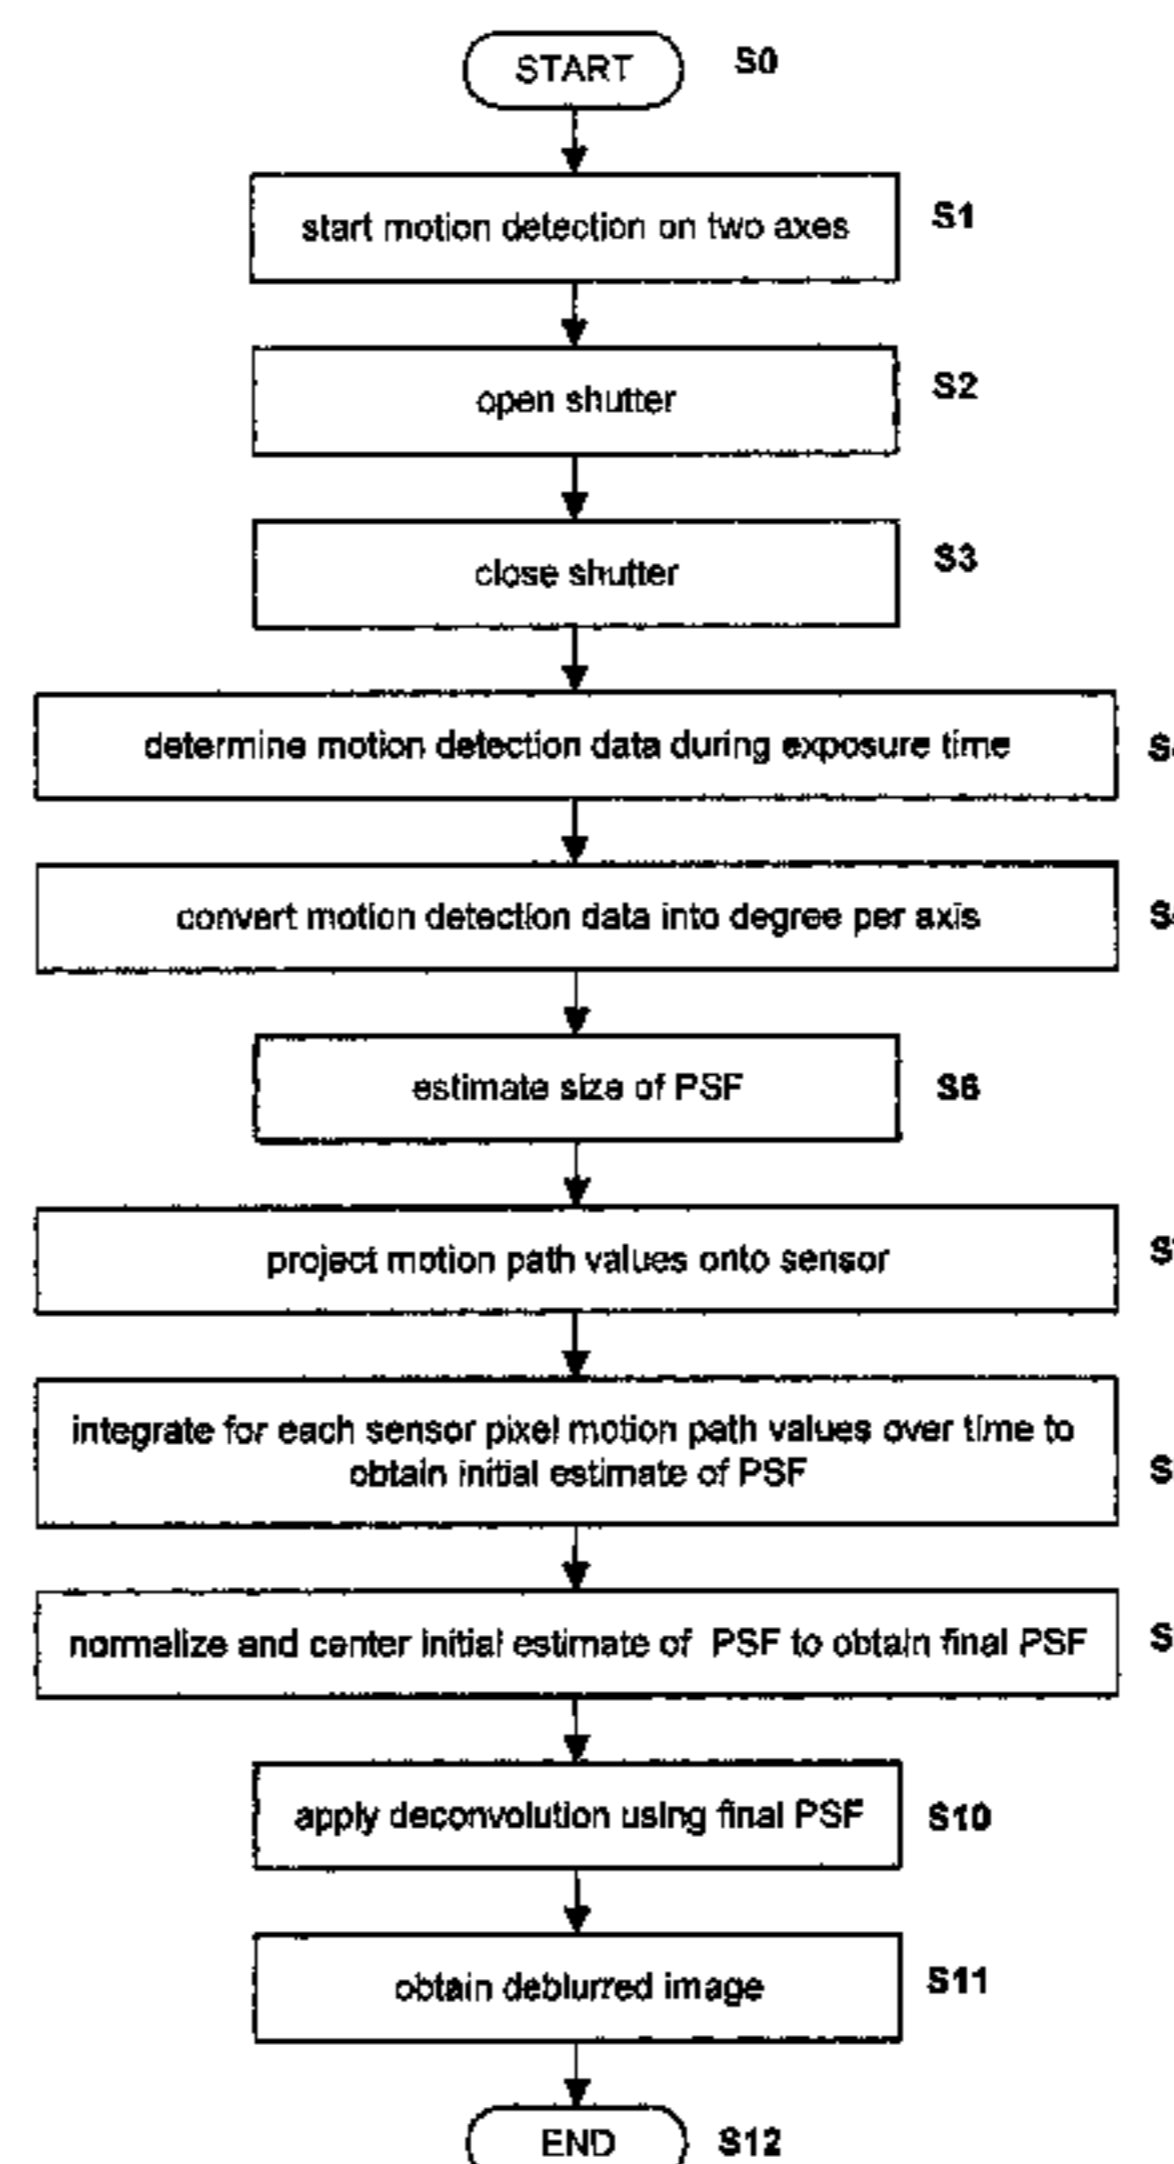 START S0
start motion detection on two axes S1
open shutter S2
close shutter S3
determine motion detection data during exposure time S
convert motion detection data into degree per axis S
estimate size of PSF S6
project motion path values onto sensor S
integrate for each sensor pixel motion path values over time to
obtain initial estimate of PSF S
normalize and center initial estimate of PSF to obtain final PSF S
apply deconvolution using final PSF S10
obtain deblurred image S11
END S12